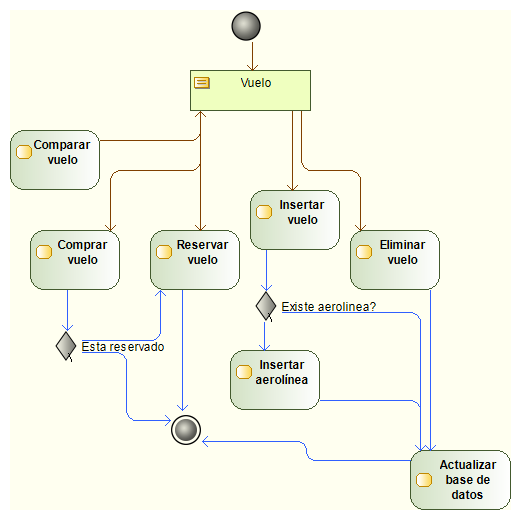 Vuelo
Comparar
vuelo
Insertar
vuelo
Comprar
vuelo
Reservar
vuelo
Eliminar
vuelo
Existe aerolinea?
Esta reservado
Insertar
aerolínea
Actualizar
base de
datos